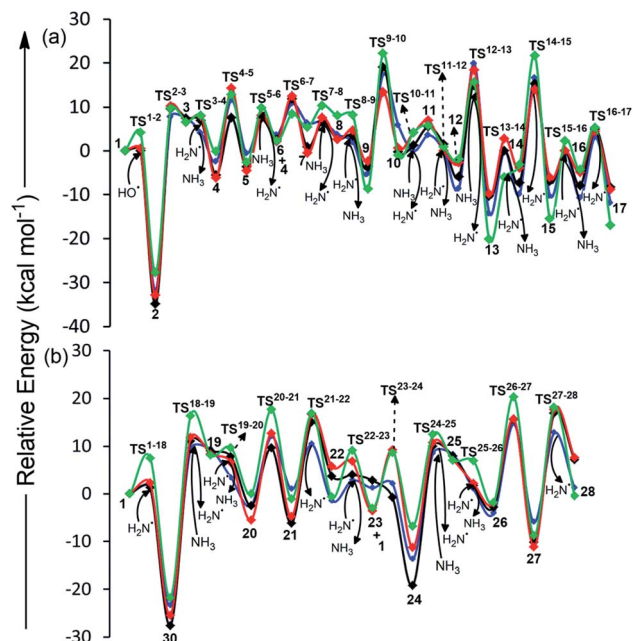 Relative Energy (kcal mol⁻¹)
(a)
30
20
10
0
-10
-20
-30
-40
1
TS¹⁻²
HO•
2
TS²⁻³
3
H₂N•
TS³⁻⁴
NH₃
4
TS⁴⁻⁵
5
TS⁵⁻⁶
NH₃
H₂N•
6
+
4
TS⁶⁻⁷
7
TS⁷⁻⁸
H₂N•
8
H₂N•
TS⁸⁻⁹
NH₃
9
TS⁹⁻¹⁰
10
TS¹⁰⁻¹¹
NH₃
11
H₂N•
TS¹¹⁻¹²
NH₃
12
H₂N•
TS¹²⁻¹³
NH₃
13
TS¹³⁻¹⁴
H₂N•
14
NH₃
TS¹⁴⁻¹⁵
H₂N•
15
TS¹⁵⁻¹⁶
H₂N•
16
NH₃
TS¹⁶⁻¹⁷
H₂N•
17
(b)
30
20
10
0
-10
-20
-30
1
TS¹⁻¹⁸
H₂N•
30
TS¹⁸⁻¹⁹
NH₃
19
H₂N•
TS¹⁹⁻²⁰
NH₃
20
TS²⁰⁻²¹
21
TS²¹⁻²²
H₂N•
22
H₂N•
TS²²⁻²³
NH₃
23
+
1
TS²³⁻²⁴
24
TS²⁴⁻²⁵
NH₃
25
H₂N•
TS²⁵⁻²⁶
NH₃
26
TS²⁶⁻²⁷
27
TS²⁷⁻²⁸
H₂N•
28